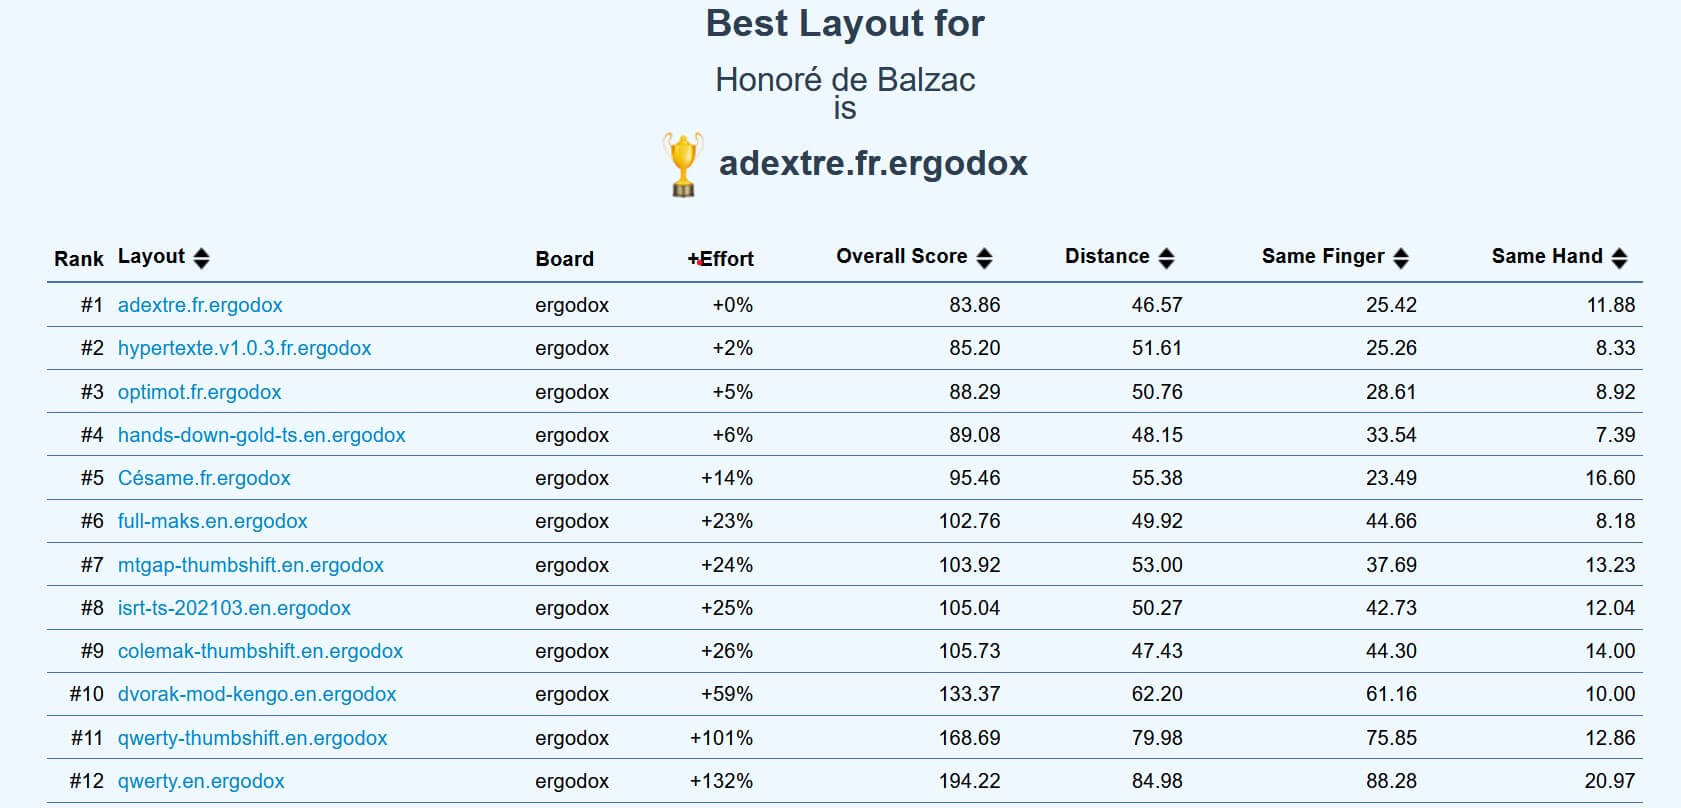 Best Layout for
Honoré de Balzac
is
adextre.fr.ergodox
Rank Layout Board +Effort Overall Score Distance Same Finger Same Hand
#1 adextre.fr.ergodox ergodox +0% 83.86 46.57 25.42 11.88
#2 hypertexte.v1.0.3.fr.ergodox ergodox +2% 85.20 51.61 25.26 8.33
#3 optimot.fr.ergodox ergodox +5% 88.29 50.76 28.61 8.92
#4 hands-down-gold-ts.en.ergodox ergodox +6% 89.08 48.15 33.54 7.39
#5 Césame.fr.ergodox ergodox +14% 95.46 55.38 23.49 16.60
#6 full-maks.en.ergodox ergodox +23% 102.76 49.92 44.66 8.18
#7 mtgap-thumbshift.en.ergodox ergodox +24% 103.92 53.00 37.69 13.23
#8 isrt-ts-202103.en.ergodox ergodox +25% 105.04 50.27 42.73 12.04
#9 colemak-thumbshift.en.ergodox ergodox +26% 105.73 47.43 44.30 14.00
#10 dvorak-mod-kengo.en.ergodox ergodox +59% 133.37 62.20 61.16 10.00
#11 qwerty-thumbshift.en.ergodox ergodox +101% 168.69 79.98 75.85 12.86
#12 qwerty.en.ergodox ergodox +132% 194.22 84.98 88.28 20.97